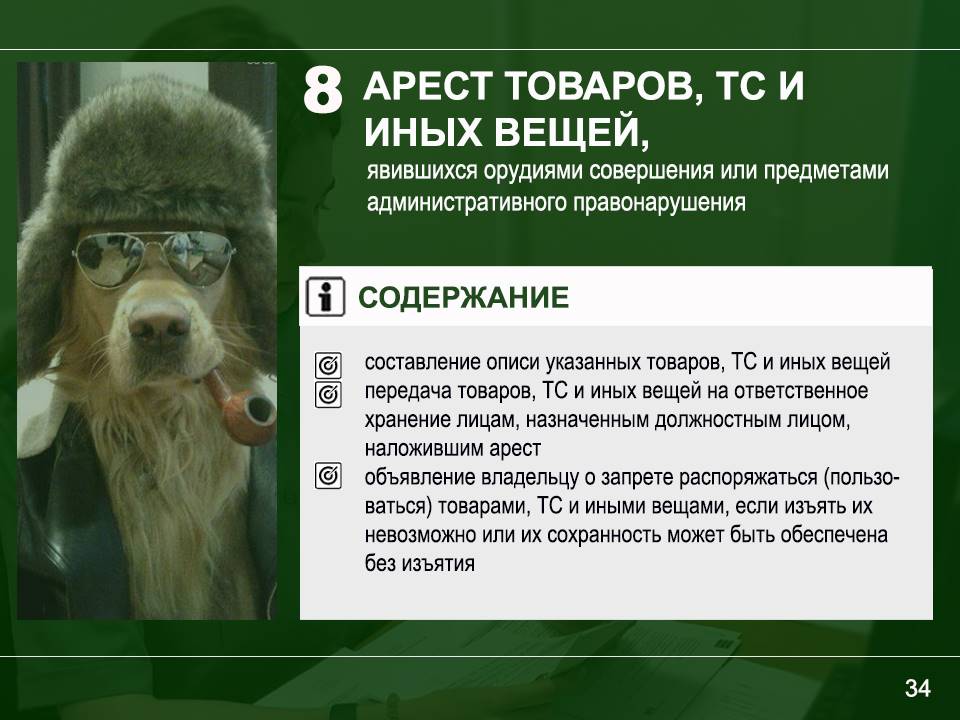 8 АРЕСТ ТОВАРОВ, ТС И
ИНЫХ ВЕЩЕЙ,
явившихся орудиями совершения или предметами
административного правонарушения
СОДЕРЖАНИЕ
составление описи указанных товаров, ТС и иных вещей
передача товаров, ТС и иных вещей на ответственное
хранение лицам, назначенным должностным лицом,
наложившим арест
объявление владельцу о запрете распоряжаться (пользо-
ваться) товарами, ТС и иными вещами, если изъять их
невозможно или их сохранность может быть обеспечена
без изъятия
34